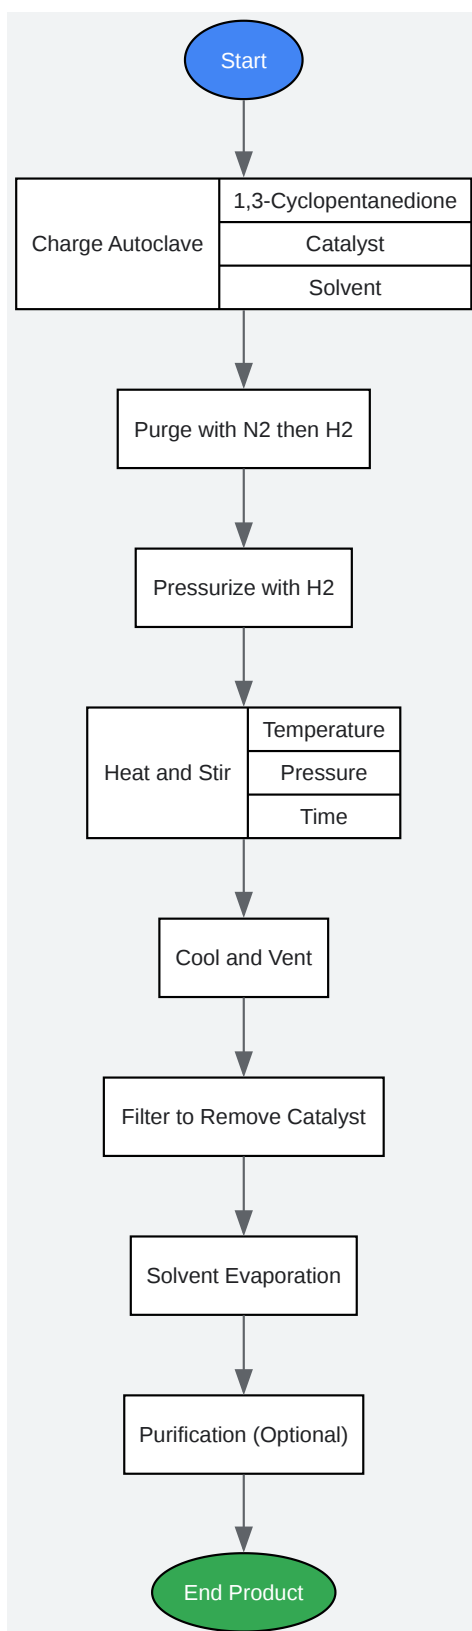 Start
Charge Autoclave
1,3-Cyclopentanedione
Catalyst
Solvent
Purge with N2 then H2
Pressurize with H2
Heat and Stir
Temperature
Pressure
Time
Cool and Vent
Filter to Remove Catalyst
Solvent Evaporation
Purification (Optional)
End Product